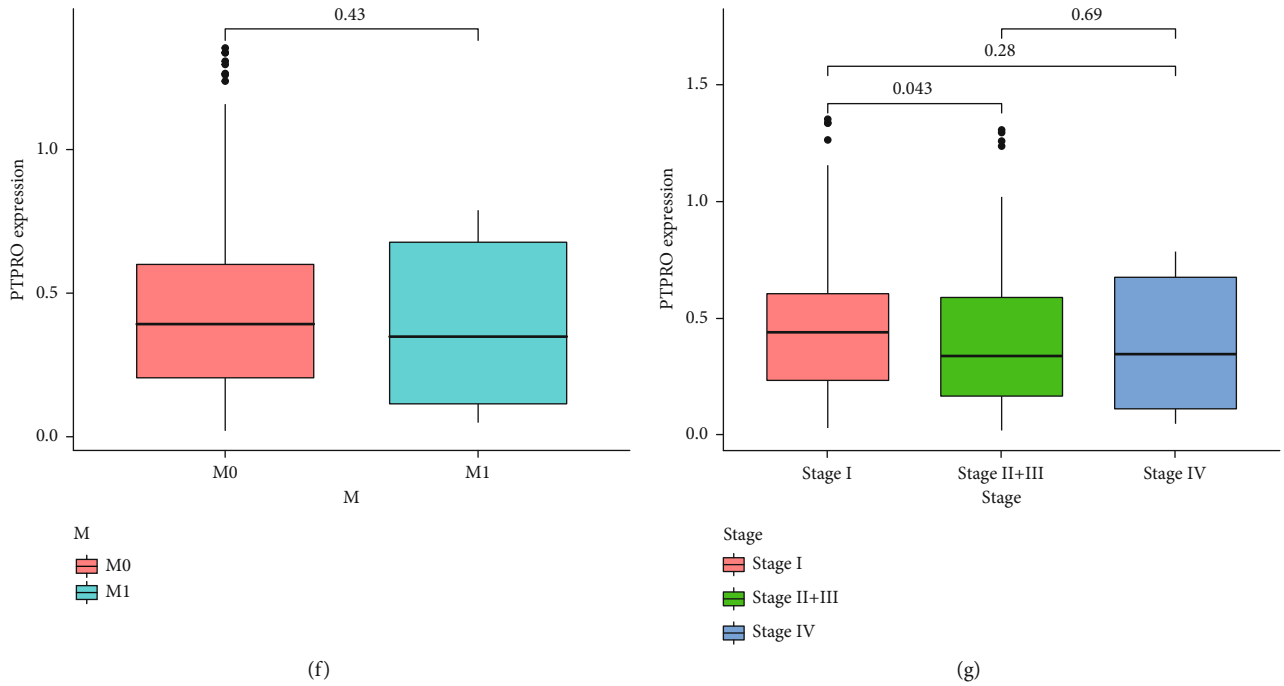 0.43
1.0
0.5
0.0
PTPRO expression
M0
M1
M
M
M0
M1
(f)
0.69
0.28
0.043
1.5
1.0
0.5
0.0
PTPRO expression
Stage I
Stage II+III
Stage IV
Stage
Stage
Stage I
Stage II+III
Stage IV
(g)